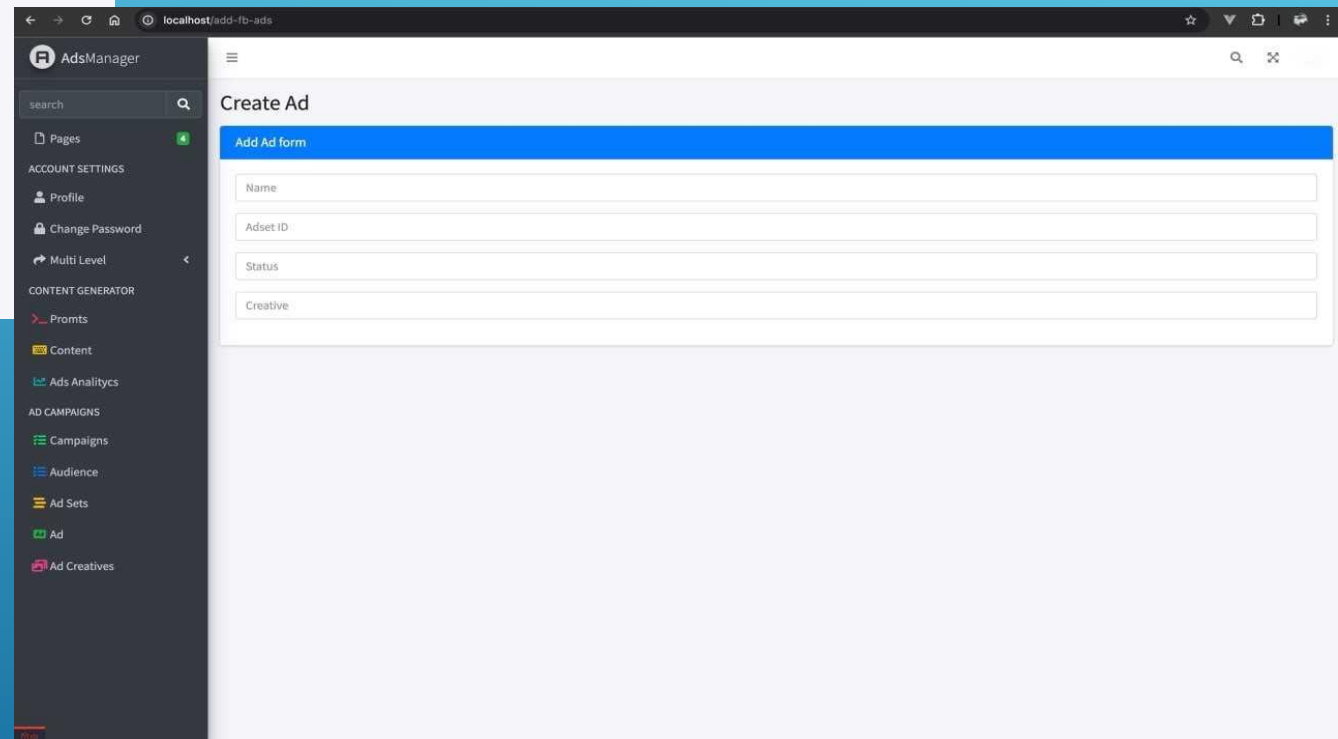 localhost/add-fb-ads
AdsManager
search
Pages 4
ACCOUNT SETTINGS
Profile
Change Password
Multi Level
CONTENT GENERATOR
Promts
Content
Ads Analitycs
AD CAMPAIGNS
Campaigns
Audience
Ad Sets
Ad
Ad Creatives
Create Ad
Add Ad form
Name
Adset ID
Status
Creative